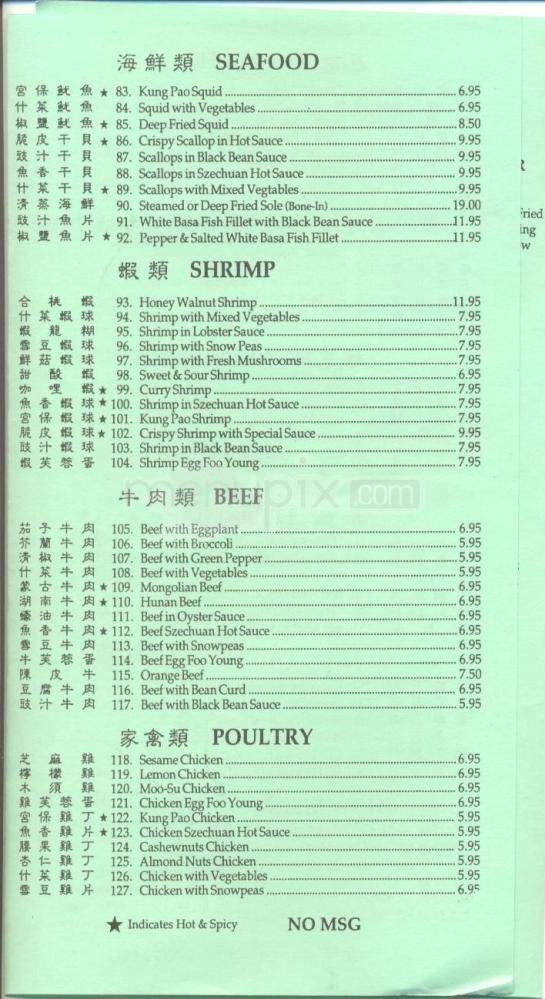 海鮮類 SEAFOOD
宮保魷魚 ★ 83. Kung Pao Squid 6.95
什菜魷魚 84. Squid with Vegetables 6.95
椒鹽魷魚 ★ 85. Deep Fried Squid 8.50
脆皮干貝 ★ 86. Crispy Scallop in Hot Sauce 9.95
豉汁干貝 87. Scallops in Black Bean Sauce 9.95
魚香干貝 88. Scallops in Szechuan Hot Sauce 9.95
什菜干貝 ★ 89. Scallops with Mixed Vegtables 9.95
清蒸海鮮 90. Steamed or Deep Fried Sole (Bone-In) 19.00
豉汁魚片 91. White Basa Fish Fillet with Black Bean Sauce 11.95
椒鹽魚片 ★ 92. Pepper & Salted White Basa Fish Fillet 11.95
蝦類 SHRIMP
合桃蝦 93. Honey Walnut Shrimp 11.95
什菜蝦球 94. Shrimp with Mixed Vegetables 7.95
蝦龍糊 95. Shrimp in Lobster Sauce 7.95
雪豆蝦球 96. Shrimp with Snow Peas 7.95
鮮菇蝦球 97. Shrimp with Fresh Mushrooms 7.95
甜酸蝦 98. Sweet & Sour Shrimp 6.95
咖哩蝦 ★ 99. Curry Shrimp 7.95
魚香蝦球 ★ 100. Shrimp in Szechuan Hot Sauce 7.95
宮保蝦球 ★ 101. Kung Pao Shrimp 7.95
脆皮蝦球 ★ 102. Crispy Shrimp with Special Sauce 9.95
豉汁蝦球 103. Shrimp in Black Bean Sauce 7.95
蝦芙蓉蛋 104. Shrimp Egg Foo Young 7.95
牛肉類 BEEF
menupix.com
茄子牛肉 105. Beef with Eggplant 6.95
芥蘭牛肉 106. Beef with Broccoli 5.95
清椒牛肉 107. Beef with Green Pepper 5.95
什菜牛肉 108. Beef with Vegetables 5.95
蒙古牛肉 ★ 109. Mongolian Beef 6.95
湖南牛肉 ★ 110. Hunan Beef 6.95
蠔油牛肉 111. Beef in Oyster Sauce 6.95
魚香牛肉 ★ 112. Beef Szechuan Hot Sauce 6.95
雪豆牛肉 113. Beef with Snowpeas 6.95
牛芙蓉蛋 114. Beef Egg Foo Young 6.95
陳皮牛 115. Orange Beef 7.50
豆腐牛肉 116. Beef with Bean Curd 6.95
豉汁牛肉 117. Beef with Black Bean Sauce 5.95
家禽類 POULTRY
芝麻雞 118. Sesame Chicken 6.95
檸檬雞 119. Lemon Chicken 6.95
木須雞 120. Moo-Su Chicken 6.95
雞芙蓉蛋 121. Chicken Egg Foo Young 6.95
宮保雞丁 ★ 122. Kung Pao Chicken 5.95
魚香雞片 ★ 123. Chicken Szechuan Hot Sauce 5.95
腰果雞丁 124. Cashewnuts Chicken 5.95
杏仁雞丁 125. Almond Nuts Chicken 5.95
什菜雞丁 126. Chicken with Vegetables 5.95
雪豆雞片 127. Chicken with Snowpeas 6.95
★ Indicates Hot & Spicy NO MSG
R
Fried
ing
w